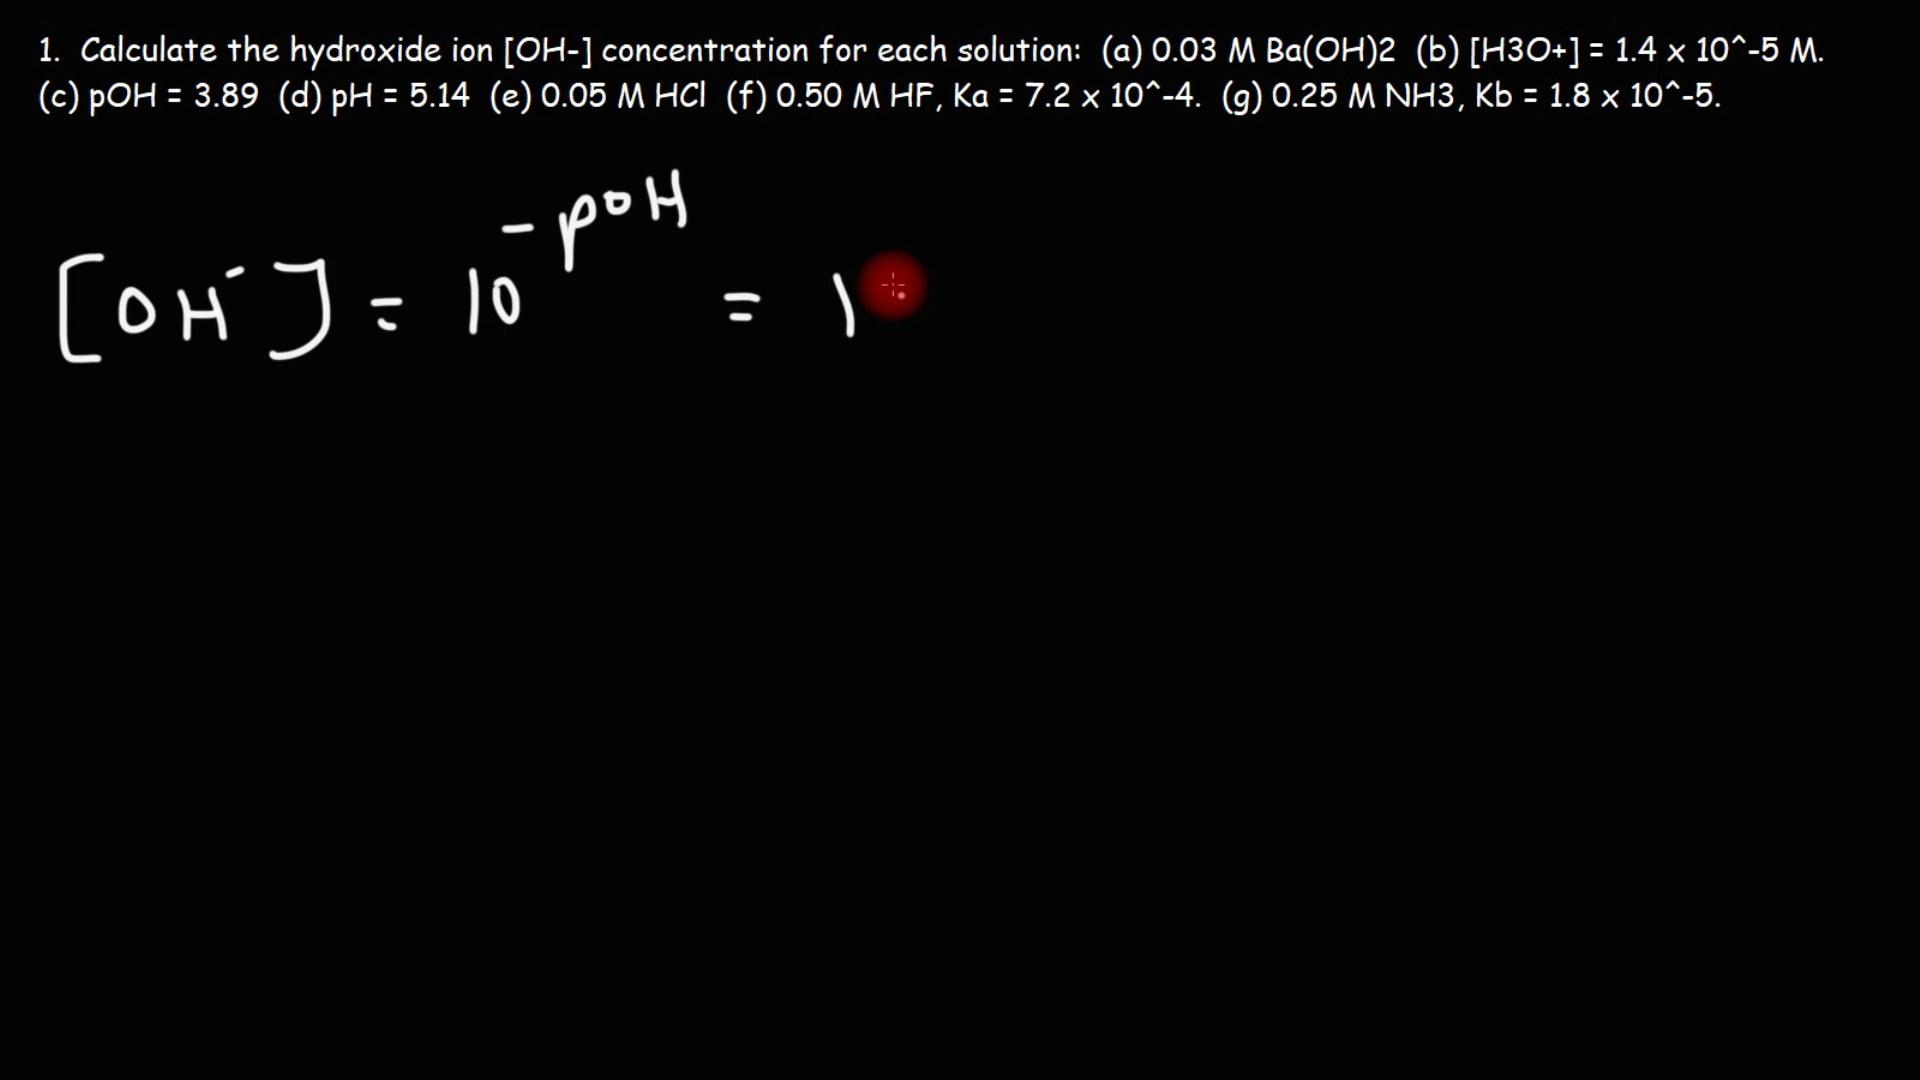 1. Calculate the hydroxide ion [OH-] concentration for each solution: (a) 0.03 M Ba(OH)2 (b) [H3O+] = 1.4 x 10^-5 M.
(c) pOH = 3.89 (d) pH = 5.14 (e) 0.05 M HCl (f) 0.50 M HF, Ka = 7.2 x 10^-4. (g) 0.25 M NH3, Kb = 1.8 x 10^-5.
[OH⁻] = 10^-pOH = 1